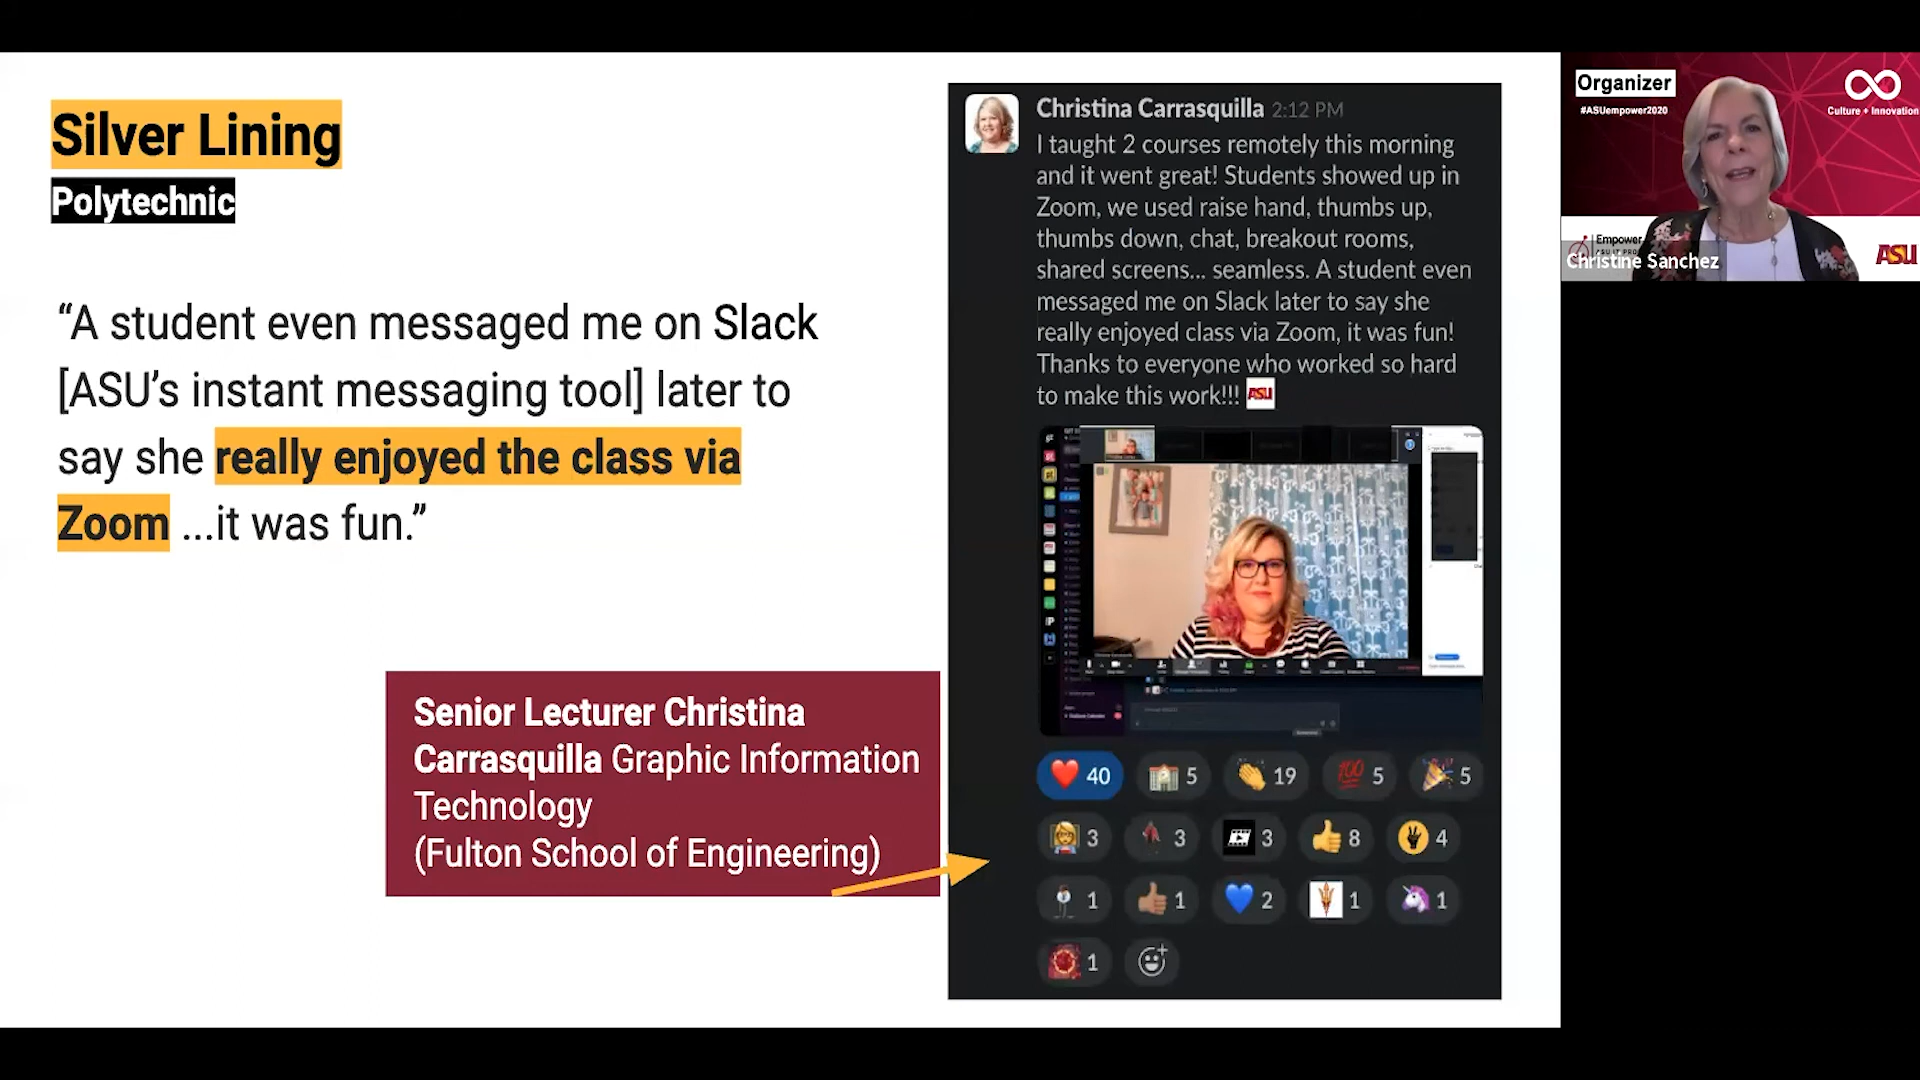 Silver Lining
Polytechnic
“A student even messaged me on Slack
[ASU’s instant messaging tool] later to
say she really enjoyed the class via
Zoom ...it was fun.”
Senior Lecturer Christina
Carrasquilla Graphic Information
Technology
(Fulton School of Engineering)
Christina Carrasquilla 2:12 PM
I taught 2 courses remotely this morning
and it went great! Students showed up in
Zoom, we used raise hand, thumbs up,
thumbs down, chat, breakout rooms,
shared screens... seamless. A student even
messaged me on Slack later to say she
really enjoyed class via Zoom, it was fun!
Thanks to everyone who worked so hard
to make this work!!! ASU
40 5 19 100 5 5
3 3 3 8 4
1 1 2 1 1
1
Organizer
#ASUempower2020
Culture + Innovation
Empower
Christine Sanchez
ASU